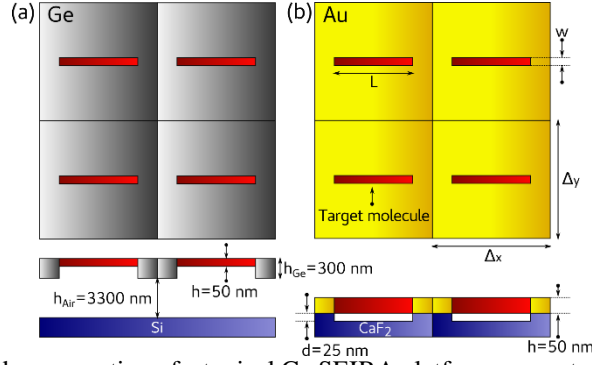 (a) Ge
(b) Au
w
L
Target molecule
Δy
Δx
hGe=300 nm
h=50 nm
hAir=3300 nm
Si
CaF2
d=25 nm
h=50 nm